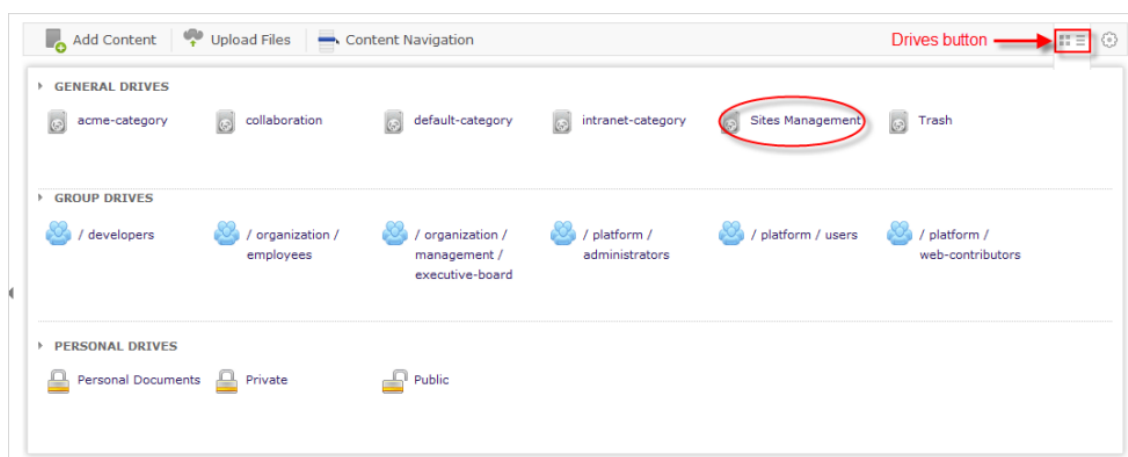 Add Content Upload Files Content Navigation Drives button
GENERAL DRIVES
acme-category collaboration default-category intranet-category Sites Management Trash
GROUP DRIVES
/ developers / organization / / organization / / platform / / platform / users / platform /
employees management / administrators web-contributors
executive-board
PERSONAL DRIVES
Personal Documents Private Public